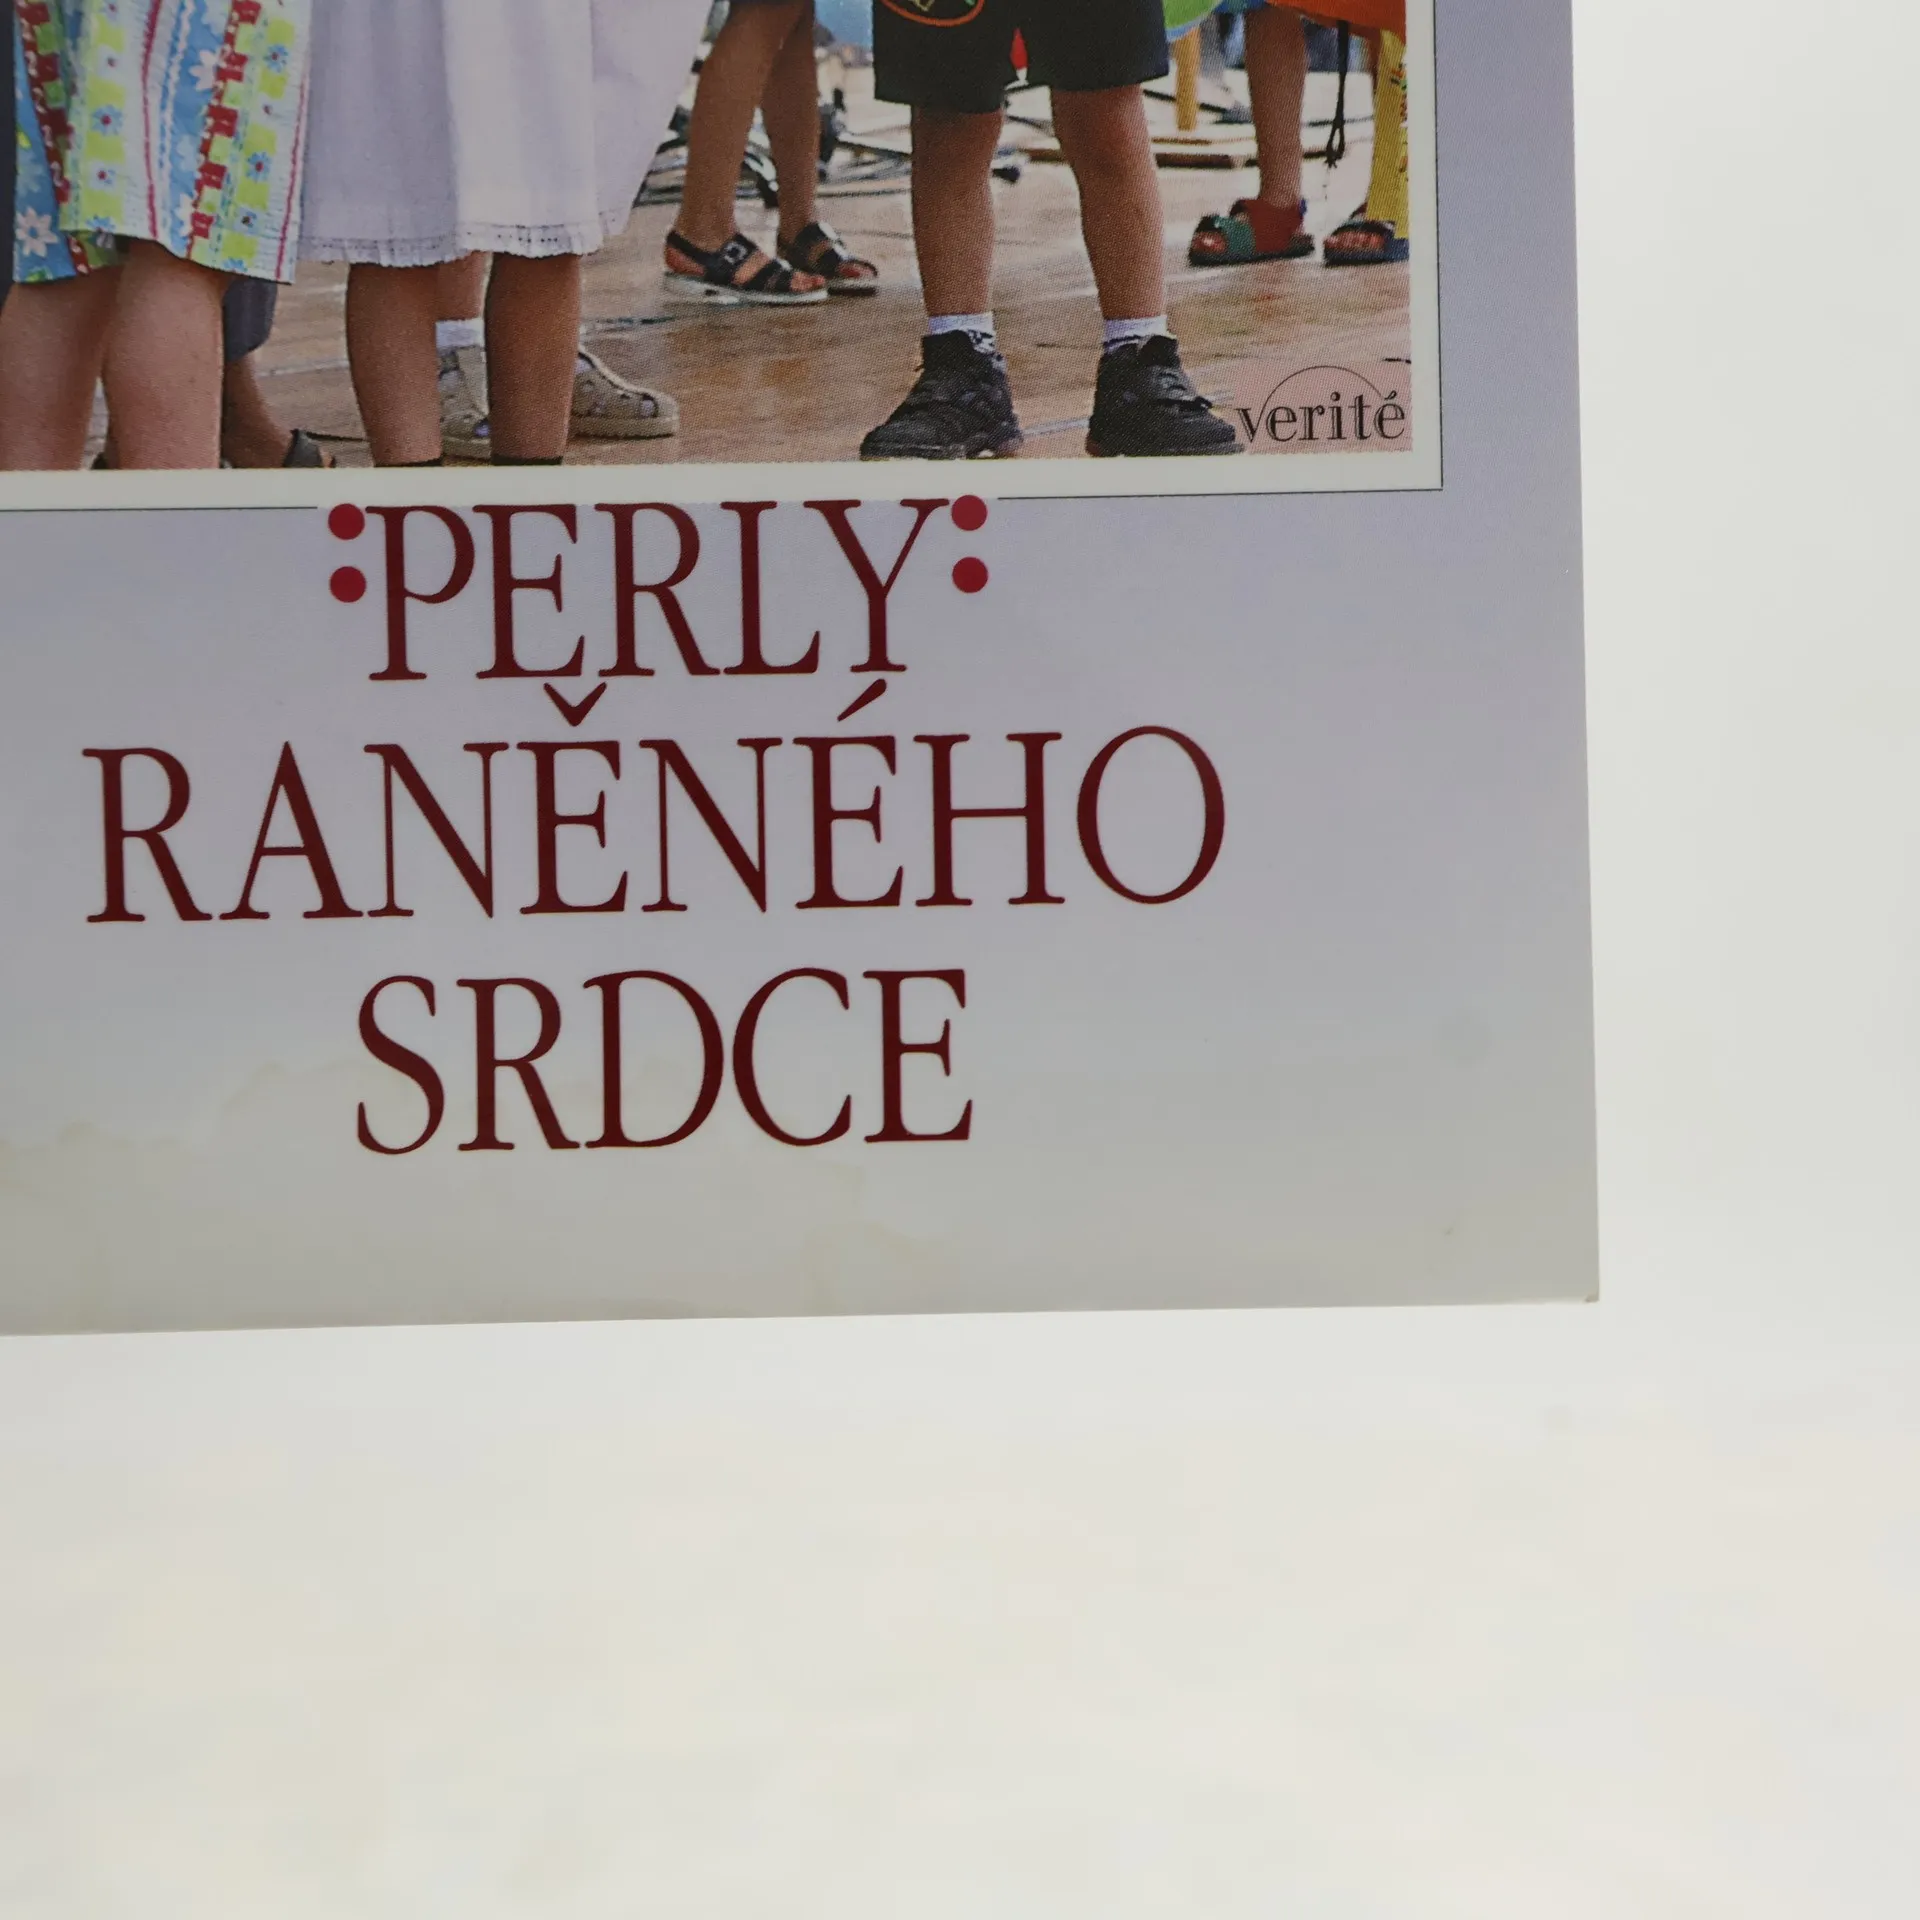 verité
:PERLY:
RANĚNÉHO
SRDCE